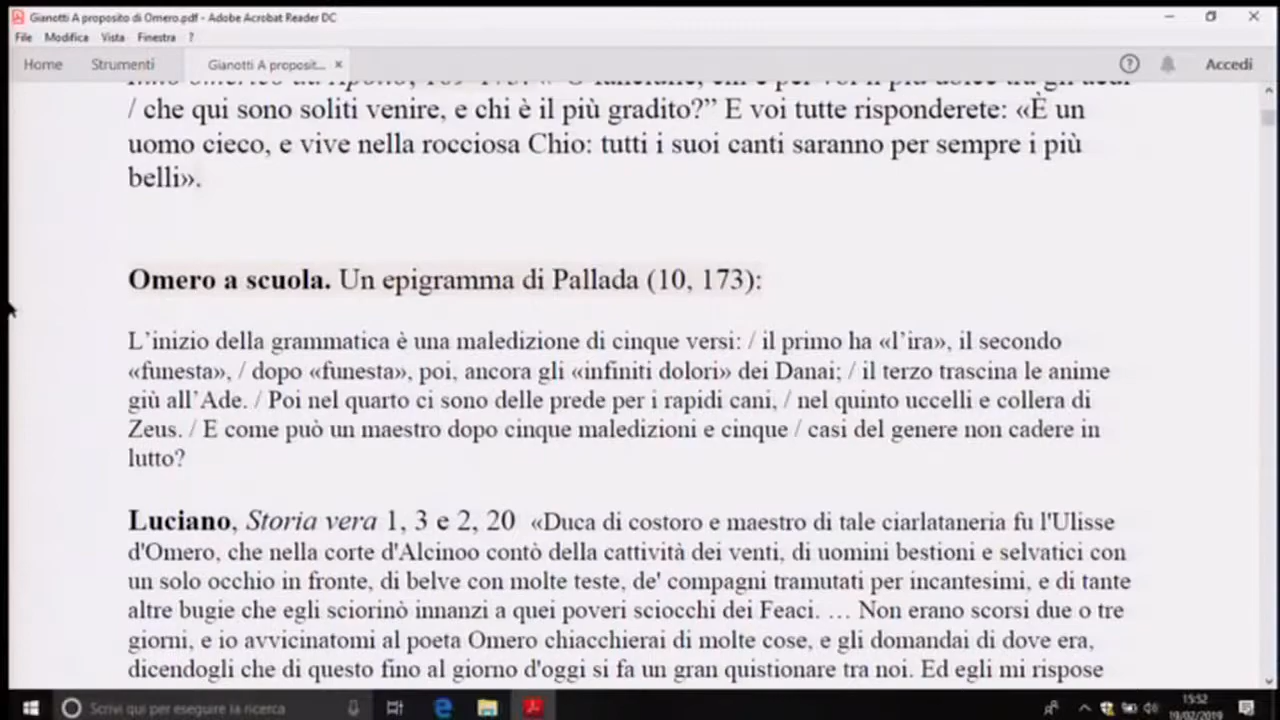 Gianotti A proposito di Omero.pdf - Adobe Acrobat Reader DC
File Modifica Vista Finestra ?
Home Strumenti Gianotti A proposit... × Accedi
/ che qui sono soliti venire, e chi è il più gradito?” E voi tutte risponderete: «È un
uomo cieco, e vive nella rocciosa Chio: tutti i suoi canti saranno per sempre i più
belli».
Omero a scuola. Un epigramma di Pallada (10, 173):
L’inizio della grammatica è una maledizione di cinque versi: / il primo ha «l’ira», il secondo
«funesta», / dopo «funesta», poi, ancora gli «infiniti dolori» dei Danai; / il terzo trascina le anime
giù all’Ade. / Poi nel quarto ci sono delle prede per i rapidi cani, / nel quinto uccelli e collera di
Zeus. / E come può un maestro dopo cinque maledizioni e cinque / casi del genere non cadere in
lutto?
Luciano, Storia vera 1, 3 e 2, 20 «Duca di costoro e maestro di tale ciarlataneria fu l'Ulisse
d'Omero, che nella corte d'Alcinoo contò della cattività dei venti, di uomini bestioni e selvatici con
un solo occhio in fronte, di belve con molte teste, de' compagni tramutati per incantesimi, e di tante
altre bugie che egli sciorinò innanzi a quei poveri sciocchi dei Feaci. … Non erano scorsi due o tre
giorni, e io avvicinatomi al poeta Omero chiacchierai di molte cose, e gli domandai di dove era,
dicendogli che di questo fino al giorno d'oggi si fa un gran quistionare tra noi. Ed egli mi rispose
Scrivi qui per eseguire la ricerca
15:52
19/02/2019